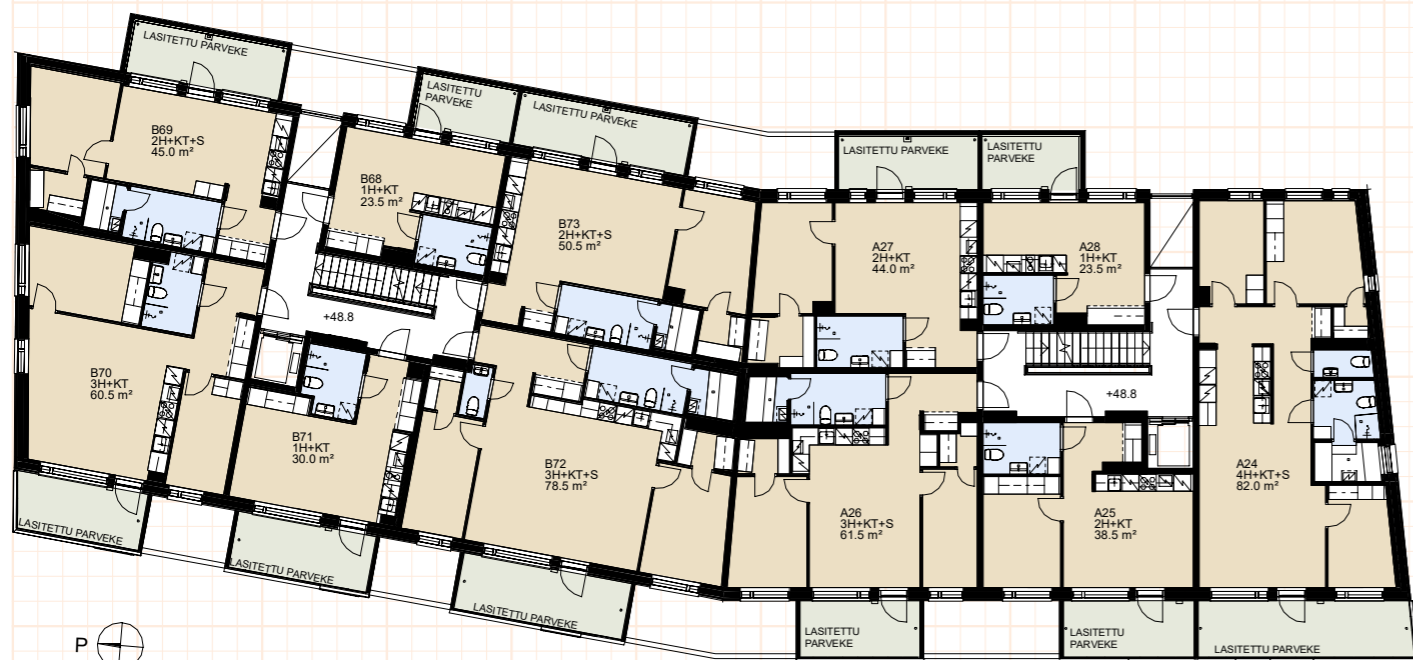 LASITETTU PARVEKE
LASITETTU
PARVEKE
LASITETTU PARVEKE
B69
2H+KT+S
45.0 m²
B68
1H+KT
23.5 m²
B73
2H+KT+S
50.5 m²
LASITETTU PARVEKE
LASITETTU
PARVEKE
A27
2H+KT
44.0 m²
A28
1H+KT
23.5 m²
+48.8
+48.8
B70
3H+KT
60.5 m²
B71
1H+KT
30.0 m²
B72
3H+KT+S
78.5 m²
A26
3H+KT+S
61.5 m²
A25
2H+KT
38.5 m²
A24
4H+KT+S
82.0 m²
LASITETTU PARVEKE
LASITETTU PARVEKE
LASITETTU PARVEKE
LASITETTU
PARVEKE
LASITETTU
PARVEKE
LASITETTU PARVEKE
P